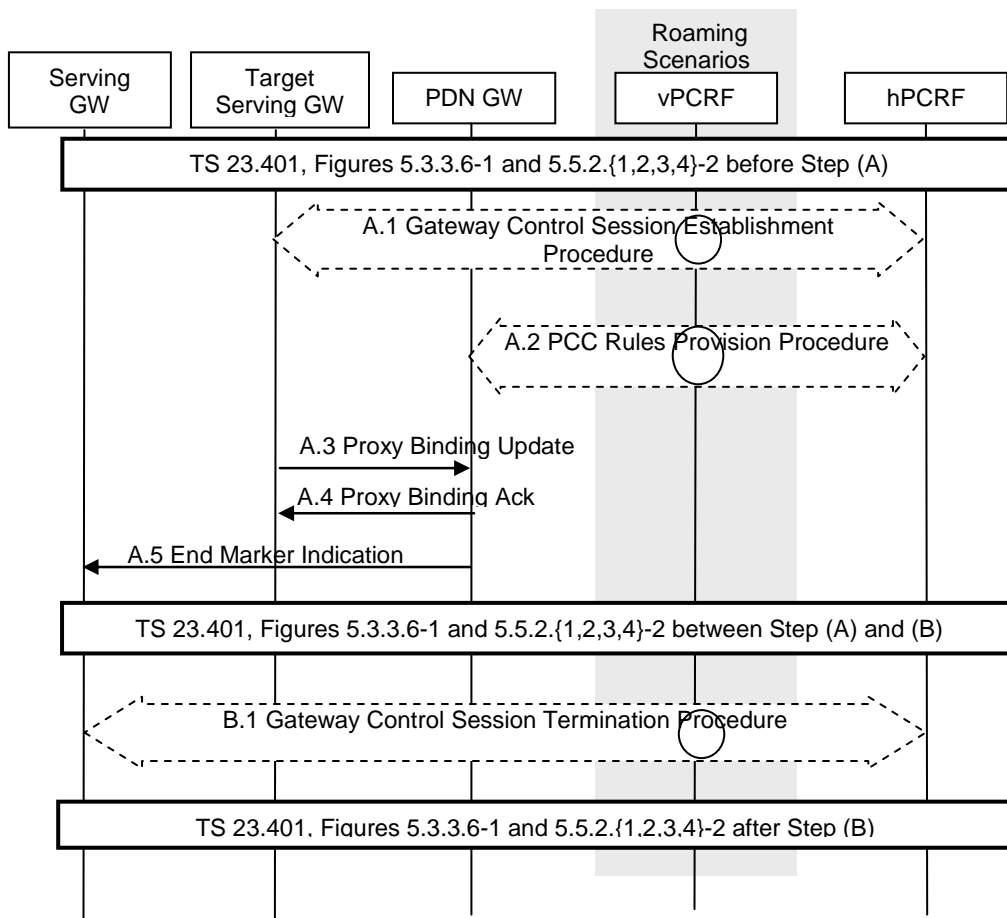 Roaming
Scenarios
Serving
GW
Target
Serving GW
PDN GW
vPCRF
hPCRF
TS 23.401, Figures 5.3.3.6-1 and 5.5.2.{1,2,3,4}-2 before Step (A)
A.1 Gateway Control Session Establishment
Procedure
A.2 PCC Rules Provision Procedure
A.3 Proxy Binding Update
A.4 Proxy Binding Ack
A.5 End Marker Indication
TS 23.401, Figures 5.3.3.6-1 and 5.5.2.{1,2,3,4}-2 between Step (A) and (B)
B.1 Gateway Control Session Termination Procedure
TS 23.401, Figures 5.3.3.6-1 and 5.5.2.{1,2,3,4}-2 after Step (B)